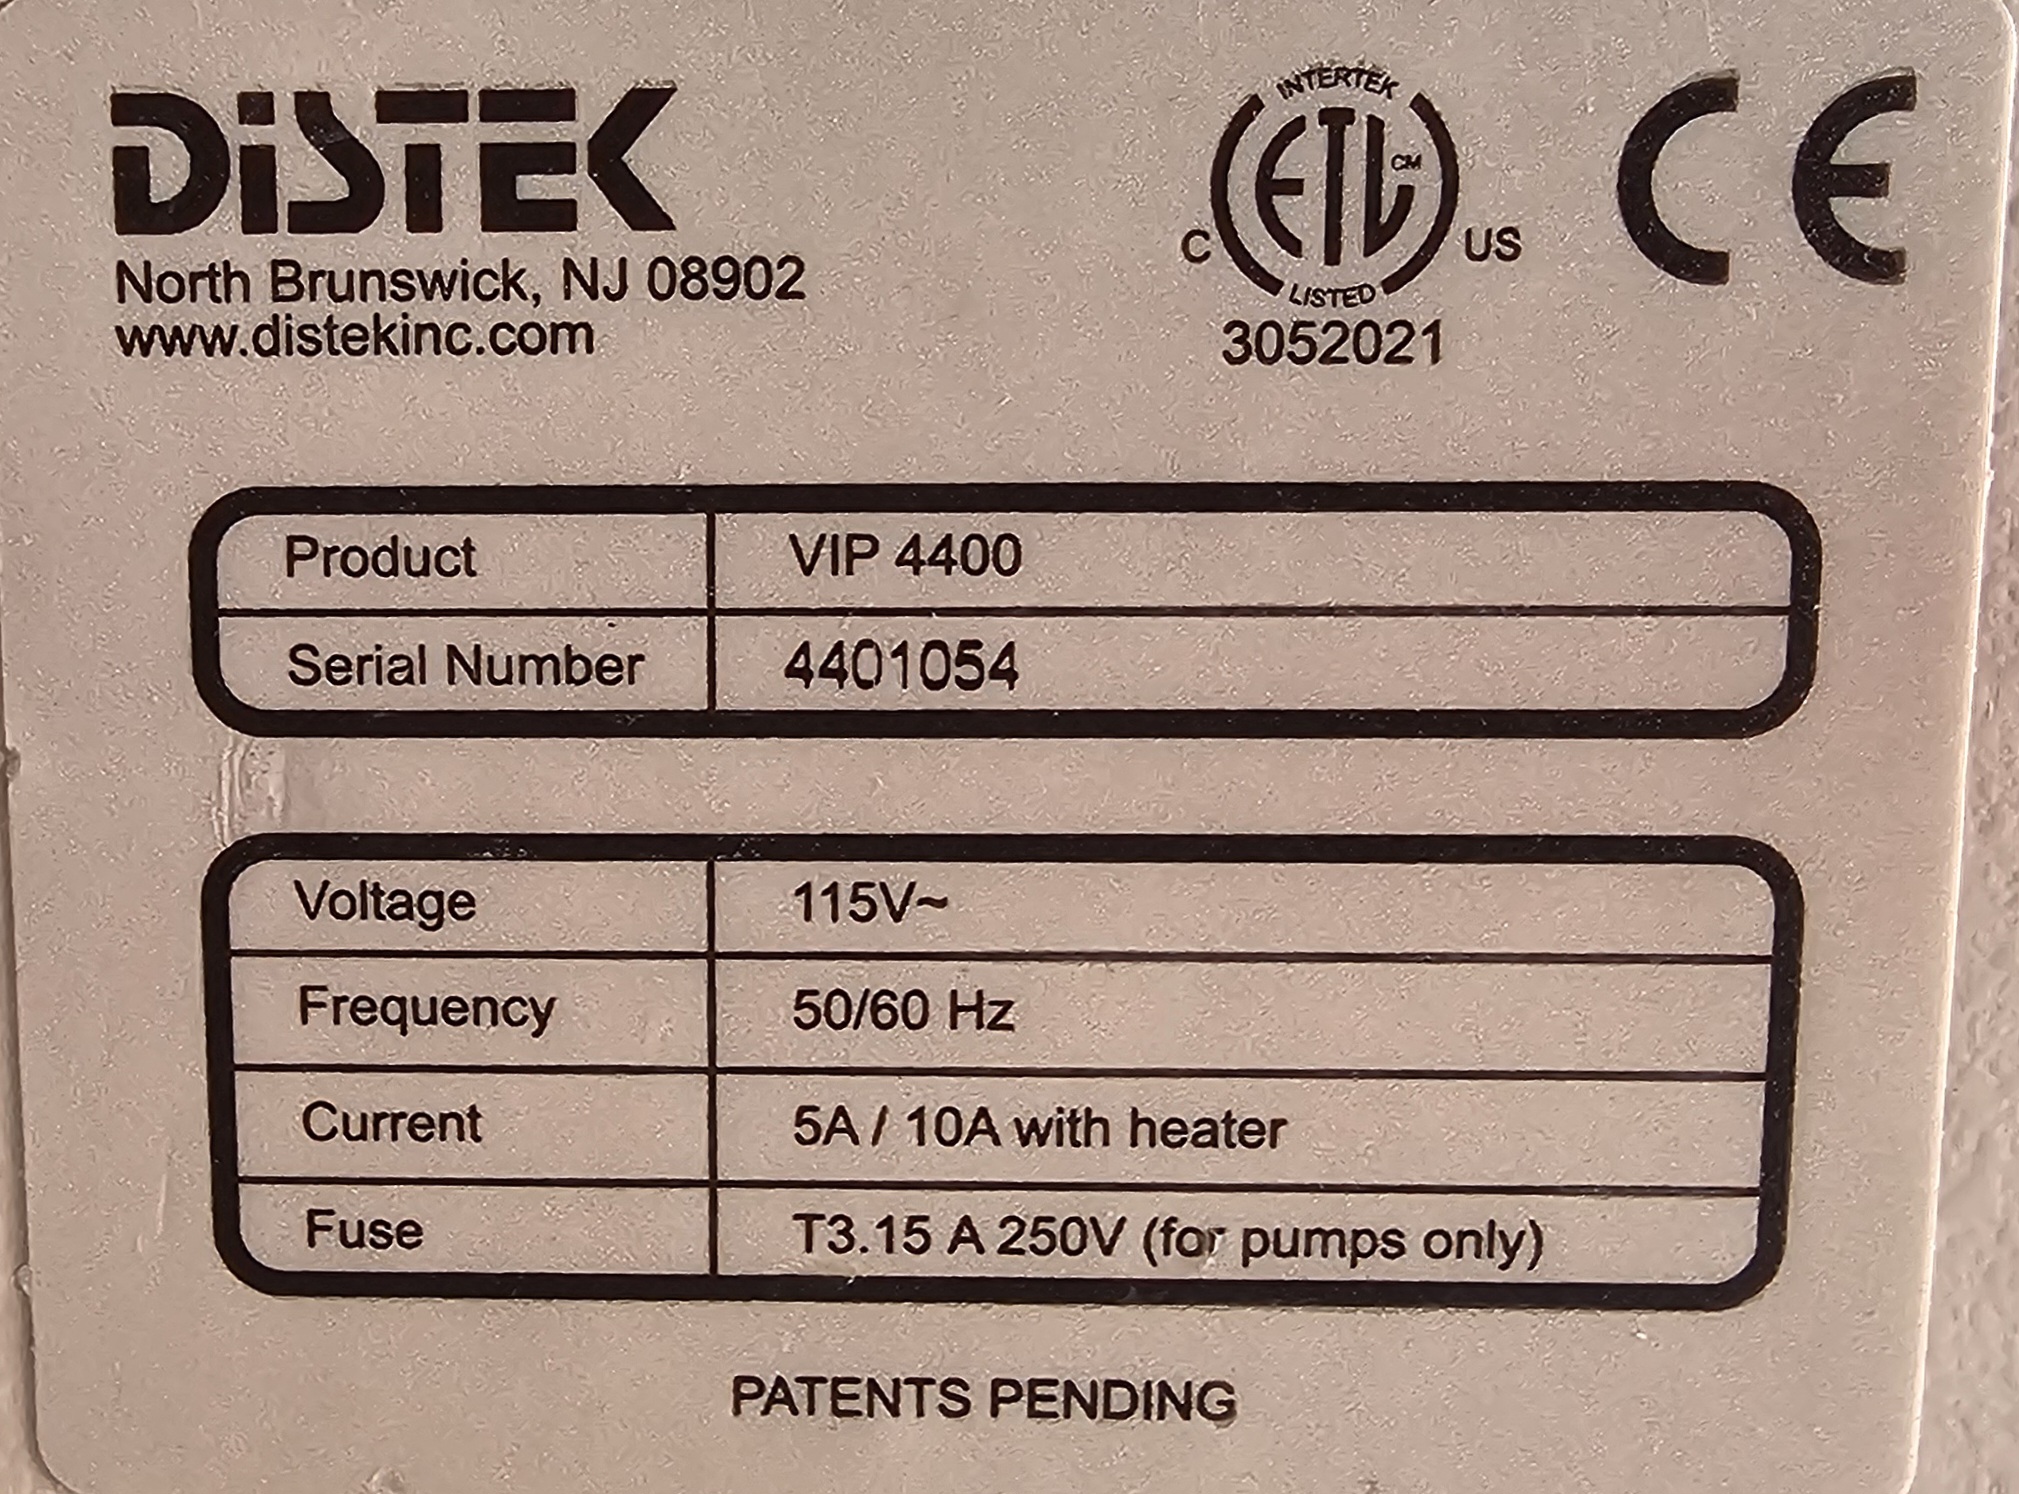 DiSTEK
North Brunswick, NJ 08902
www.distekinc.com
INTERTEK
ETL CM
C US
LISTED
3052021
CE
Product VIP 4400
Serial Number 4401054
Voltage 115V~
Frequency 50/60 Hz
Current 5A / 10A with heater
Fuse T3.15 A 250V (for pumps only)
PATENTS PENDING